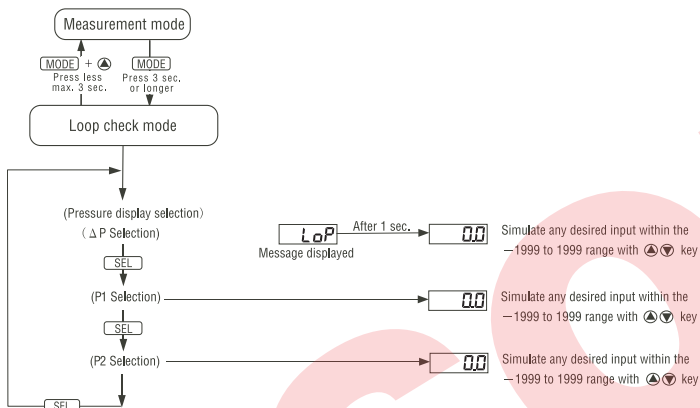 Measurement mode
MODE + ▲
Press less
max. 3 sec.
MODE
Press 3 sec.
or longer
Loop check mode
(Pressure display selection)
( Δ P Selection)
SEL
LoP
Message displayed
After 1 sec.
0.0
Simulate any desired input within the
−1999 to 1999 range with ▲▼ key
(P1 Selection)
0.0
Simulate any desired input within the
−1999 to 1999 range with ▲▼ key
SEL
(P2 Selection)
0.0
Simulate any desired input within the
−1999 to 1999 range with ▲▼ key
SEL